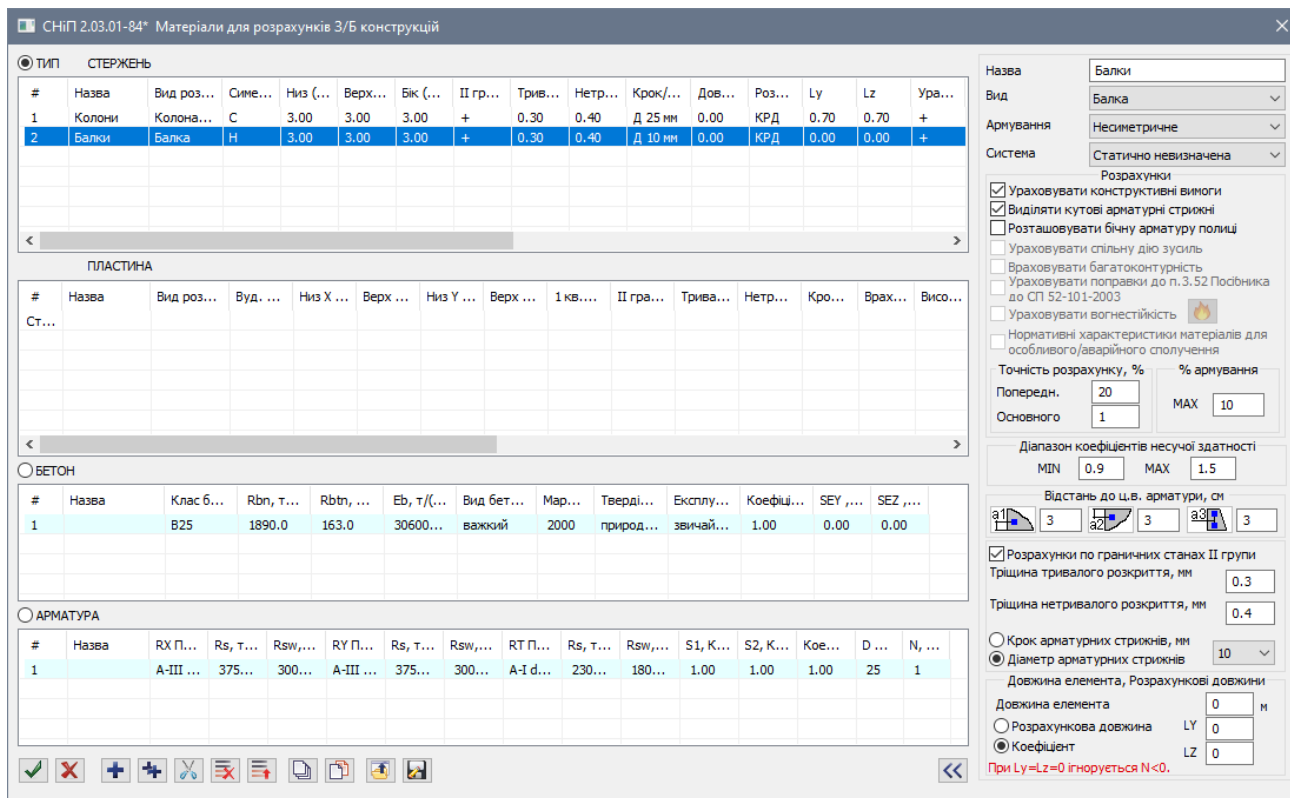 СНіП 2.03.01-84* Матеріали для розрахунків З/Б конструкцій
ТИП СТЕРЖЕНЬ
# Назва Вид роз... Симе... Низ (... Верх... Бік (... II гр... Трив... Нетр... Крок/... Дов... Роз... Ly Lz Ура...
1 Колони Колона... С 3.00 3.00 3.00 + 0.30 0.40 Д 25 мм 0.00 КРД 0.70 0.70 +
2 Балки Балка Н 3.00 3.00 3.00 + 0.30 0.40 Д 10 мм 0.00 КРД 0.00 0.00 +
ПЛАСТИНА
# Назва Вид роз... Вуд. ... Низ X ... Верх ... Низ Y ... Верх ... 1 кв.... II гра... Трива... Нетр... Кро... Врах... Висо...
Ст...
БЕТОН
# Назва Клас б... Rbn, т... Rbtn, ... Eb, т/(... Вид бет... Мар... Тверді... Експлу... Коефіці... SEY ,... SEZ ,...
1 B25 1890.0 163.0 30600... важкий 2000 природ... звичай... 1.00 0.00 0.00
АРМАТУРА
# Назва RX П... Rs, т... Rsw,... RY П... Rs, т... Rsw,... RT П... Rs, т... Rsw,... S1, К... S2, К... Кое... D ... N, ...
1 A-III ... 375... 300... A-III ... 375... 300... A-I d... 230... 180... 1.00 1.00 1.00 25 1
Назва Балки
Вид Балка
Армування Несиметричне
Система Статично невизначена
Розрахунки
Ураховувати конструктивні вимоги
Виділяти кутові арматурні стрижні
Розташовувати бічну арматуру полиці
Ураховувати спільну дію зусиль
Враховувати багатоконтурність
Ураховувати поправки до п.3.52 Посібника
до СП 52-101-2003
Ураховувати вогнестійкість
Нормативні характеристики матеріалів для
особливого/аварійного сполучення
Точність розрахунку, % % армування
Попередн. 20
MAX 10
Основного 1
Діапазон коефіцієнтів несучої здатності
MIN 0.9 MAX 1.5
Відстань до ц.в. арматури, см
a1 3 a2 3 a3 3
Розрахунки по граничних станах II групи
Тріщина тривалого розкриття, мм
0.3
Тріщина нетривалого розкриття, мм
0.4
Крок арматурних стрижнів, мм
Діаметр арматурних стрижнів 10
Довжина елемента, Розрахункові довжини
Довжина елемента 0 м
Розрахункова довжина LY 0
Коефіцієнт LZ 0
При Ly=Lz=0 ігнорується N<0.